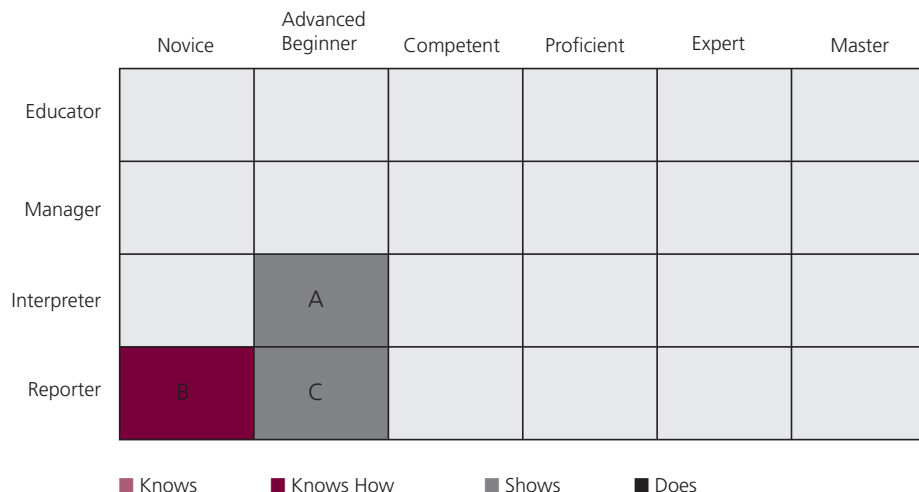 Novice Advanced Beginner Competent Proficient Expert Master
Educator
Manager
Interpreter A
Reporter B C
Knows Knows How Shows Does